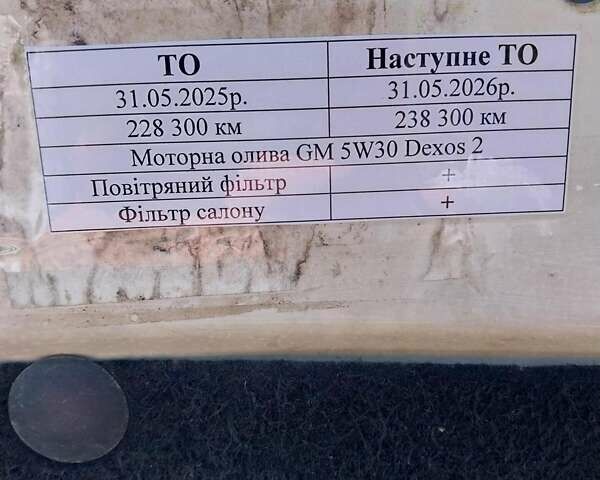 ТО Наступне ТО
31.05.2025р. 31.05.2026р.
228 300 км 238 300 км
Моторна олива GM 5W30 Dexos 2
Повітряний фільтр +
Фільтр салону +